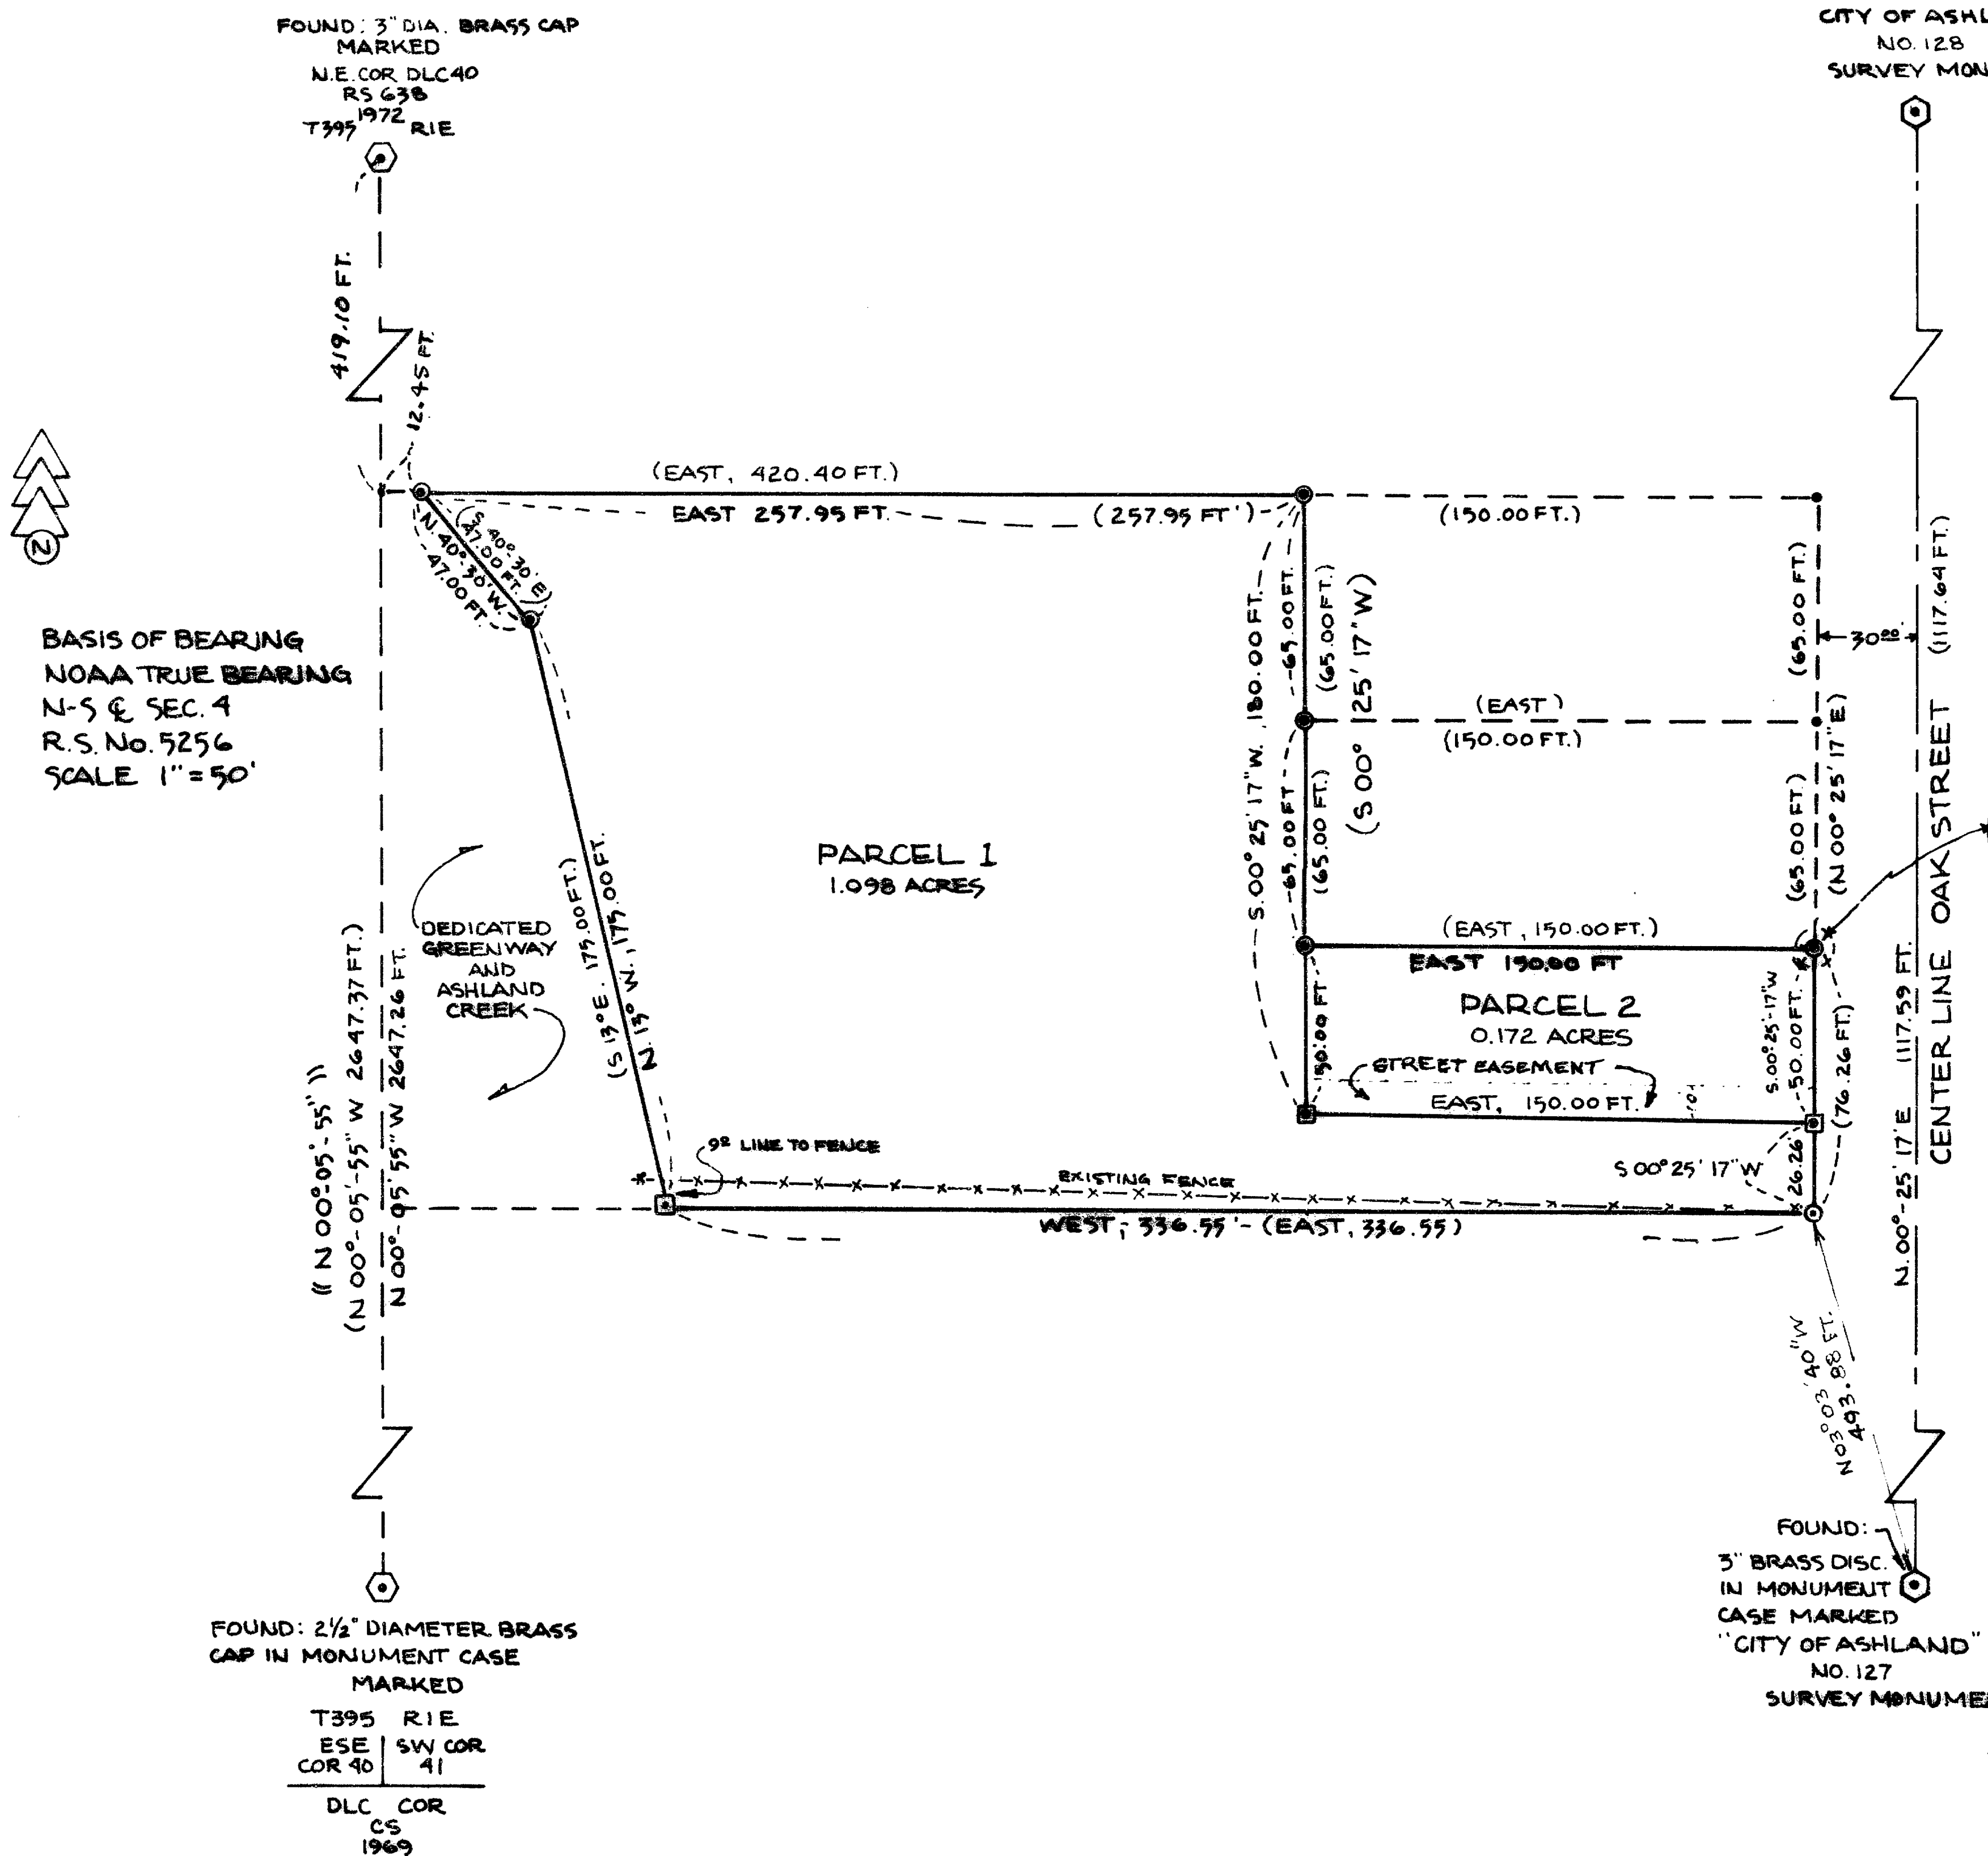 FOUND: 3" DIA. BRASS CAP
MARKED
N.E. COR DLC 40
RS 638
1972
T395 R1E
CITY OF ASHL
NO. 128
SURVEY MON
419.10 FT.
12.45 FT.
(EAST, 420.40 FT.)
EAST 257.95 FT.
(257.95 FT')
(150.00 FT.)
(S 40°-30' E
47.00 FT.)
N. 40°-30' W.
47.00 FT.
N
BASIS OF BEARING
NOAA TRUE BEARING
N-S ℄ SEC. 4
R.S. No. 5256
SCALE 1" = 50'
S.00° 25' 17" W. 180.00 FT.
65.00 FT.
(65.00 FT.)
(S 00° 25' 17" W)
(EAST)
(150.00 FT.)
(65.00 FT.)
30 00
(1117.64 FT.)
65.00 FT
(65.00 FT.)
(65.00 FT.)
(N 00° 25' 17" E)
CENTER LINE OAK STREET
N. 00°-25' 17' E 1117.59 FT.
PARCEL 1
1.098 ACRES
DEDICATED
GREENWAY
AND
ASHLAND
CREEK
(S 13° E. 175.00 FT.)
N. 13° W. 175.00 FT.
(( N 00°-05'-55" ))
(N 00°-05'-55" W 2647.37 FT.)
N 00°-05' 55" W 2647.26 FT.
(EAST, 150.00 FT.)
EAST 150.00 FT
PARCEL 2
0.172 ACRES
STREET EASEMENT
EAST, 150.00 FT.
10'
50.00 FT
S.00° 25'-17" W
50.00 FT.
(76.26 FT.)
S 00° 25' 17" W
26.26
9 LINE TO FENCE
EXISTING FENCE
WEST, 336.55' - (EAST, 336.55)
N 03° 03' 40" W
493.88 FT.
FOUND:
3" BRASS DISC.
IN MONUMENT
CASE MARKED
"CITY OF ASHLAND"
NO. 127
SURVEY MONUME
FOUND: 2½" DIAMETER BRASS
CAP IN MONUMENT CASE
MARKED
T395 R1E
ESE SW COR
COR 40 41
DLC COR
CS
1969